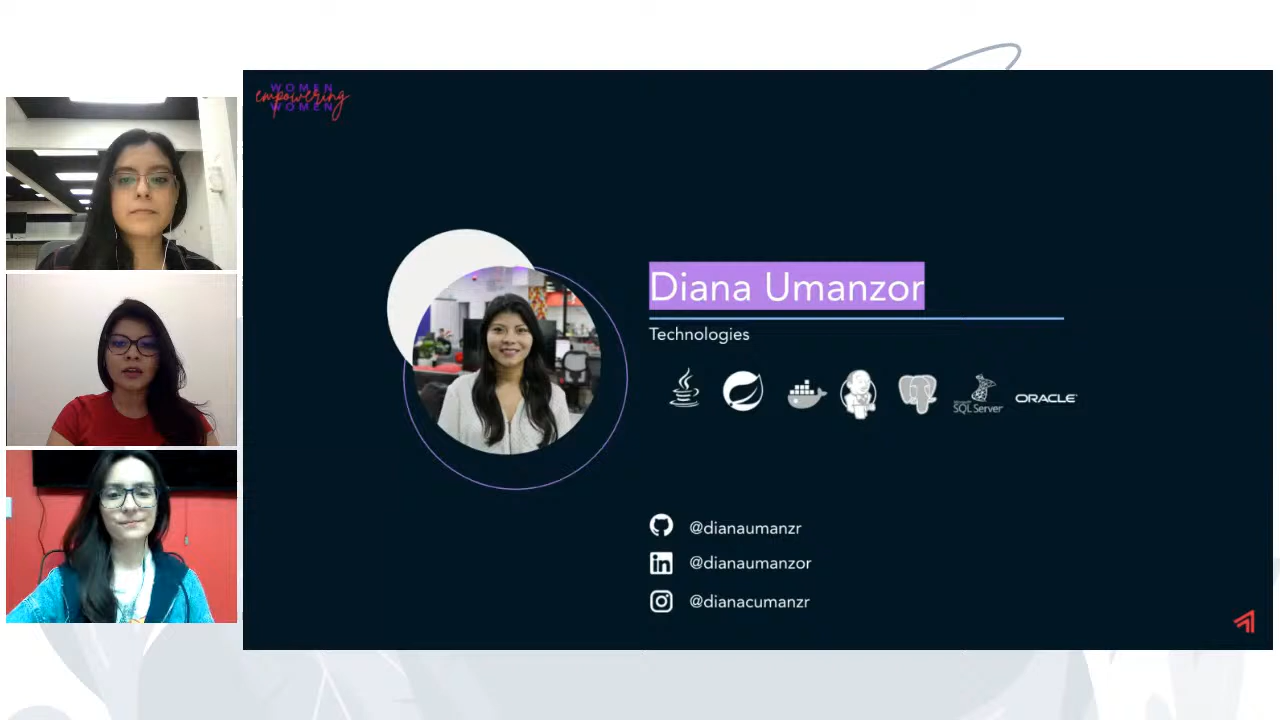 WOMEN
empowering
WOMEN
Diana Umanzor
Technologies
SQL Server
ORACLE
@dianaumanzr
@dianaumanzor
@dianacumanzr